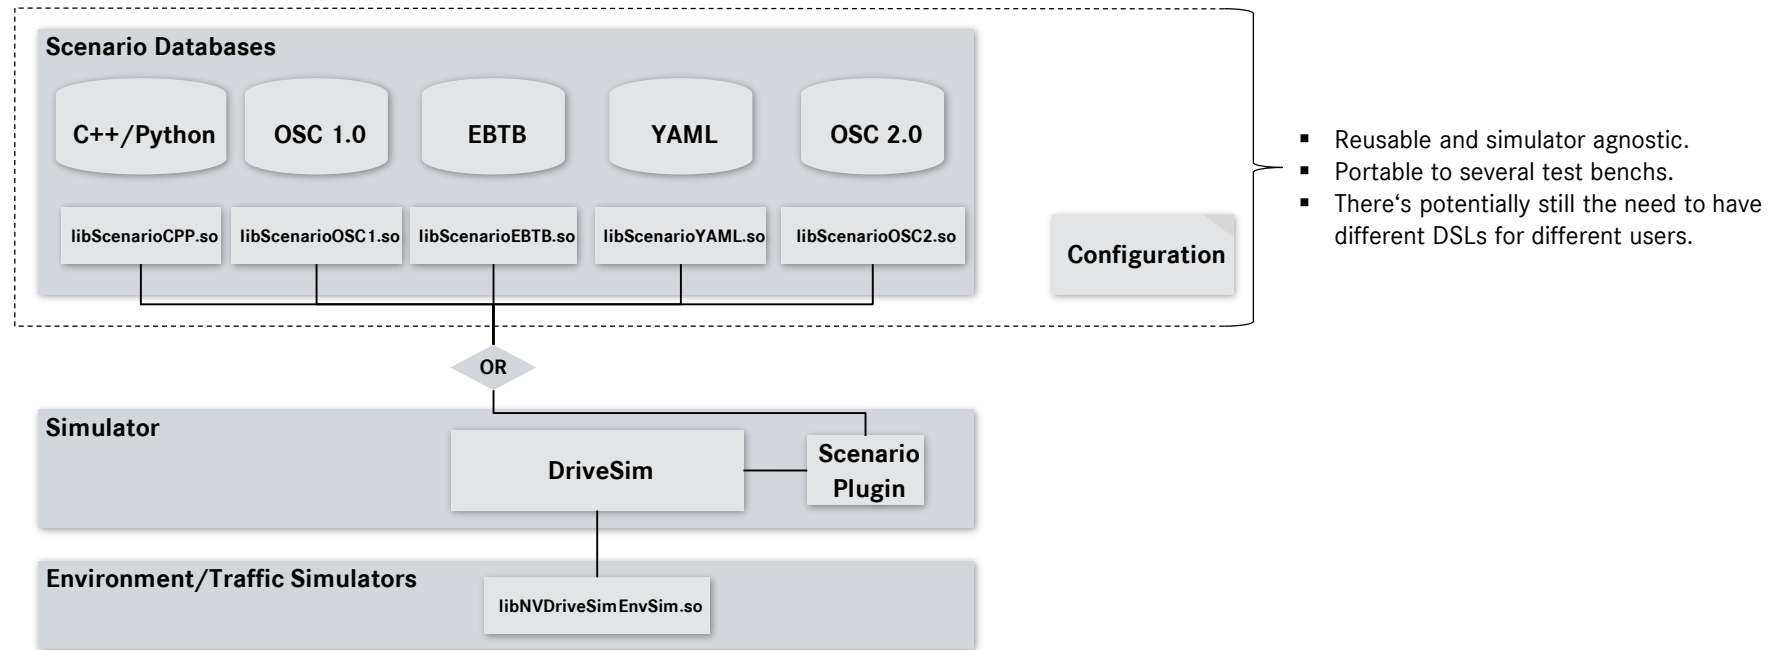 Scenario Databases
C++/Python
OSC 1.0
EBTB
YAML
OSC 2.0
libScenarioCPP.so
libScenarioOSC1.so
libScenarioEBTB.so
libScenarioYAML.so
libScenarioOSC2.so
Configuration
▪ Reusable and simulator agnostic.
▪ Portable to several test benchs.
▪ There‘s potentially still the need to have
different DSLs for different users.
OR
Simulator
DriveSim
Scenario
Plugin
Environment/Traffic Simulators
libNVDriveSimEnvSim.so